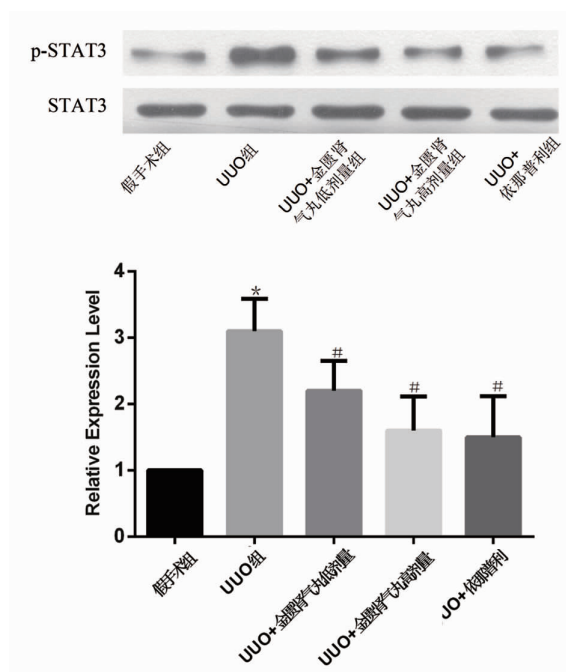 p-STAT3
STAT3
假手术组
UUO组
UUO+金匮肾
气丸低剂量组
UUO+金匮肾
气丸高剂量组
UUO+
依那普利组
Relative Expression Level
4
3
2
1
0
*
#
#
#
假手术组
UUO组
UUO+金匮肾气丸低剂量
UUO+金匮肾气丸高剂量
JO+依那普利